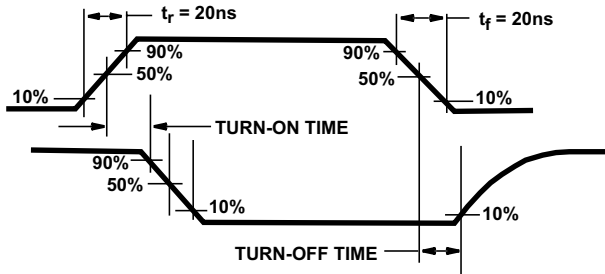 tr = 20ns
tf = 20ns
90%
90%
50%
50%
10%
10%
TURN-ON TIME
90%
50%
10%
10%
TURN-OFF TIME